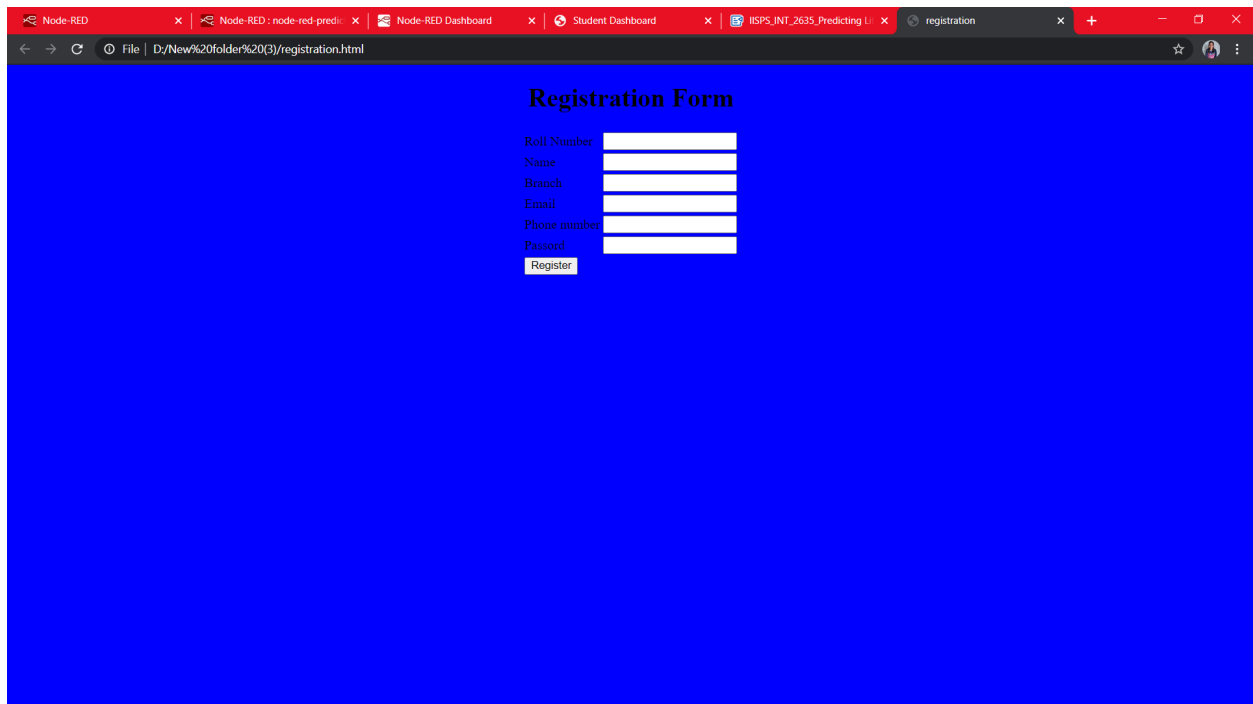 Node-RED
Node-RED : node-red-predic
Node-RED Dashboard
Student Dashboard
IISPS_INT_2635_Predicting Lif
registration
File | D:/New%20folder%20(3)/registration.html
Registration Form
Roll Number
Name
Branch
Email
Phone number
Passord
Register